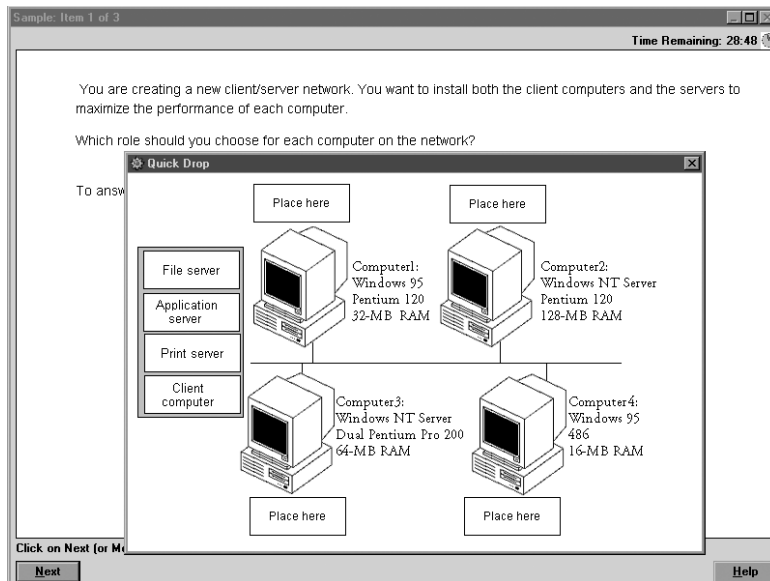 Sample: Item 1 of 3
Time Remaining: 28:48
You are creating a new client/server network. You want to install both the client computers and the servers to
maximize the performance of each computer.
Which role should you choose for each computer on the network?
To answ
Quick Drop
Place here
Place here
File server
Application
server
Print server
Client
computer
Computer1:
Windows 95
Pentium 120
32-MB RAM
Computer2:
Windows NT Server
Pentium 120
128-MB RAM
Computer3:
Windows NT Server
Dual Pentium Pro 200
64-MB RAM
Computer4:
Windows 95
486
16-MB RAM
Place here
Place here
Click on Next (or M
Next
Help